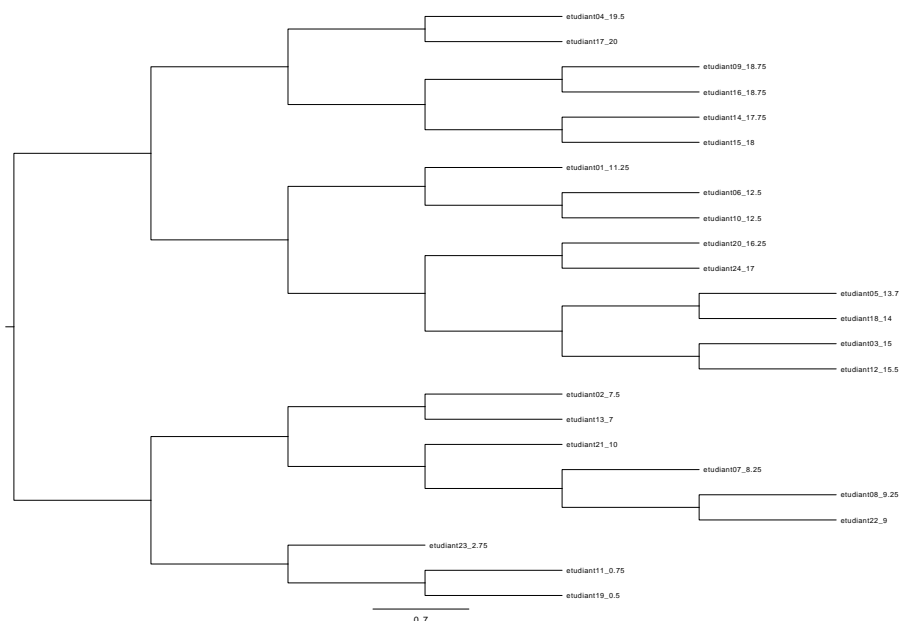 etudiant04_19.5
etudiant17_20
etudiant09_18.75
etudiant16_18.75
etudiant14_17.75
etudiant15_18
etudiant01_11.25
etudiant06_12.5
etudiant10_12.5
etudiant20_16.25
etudiant24_17
etudiant05_13.7
etudiant18_14
etudiant03_15
etudiant12_15.5
etudiant02_7.5
etudiant13_7
etudiant21_10
etudiant07_8.25
etudiant08_9.25
etudiant22_9
etudiant23_2.75
etudiant11_0.75
etudiant19_0.5
0.7